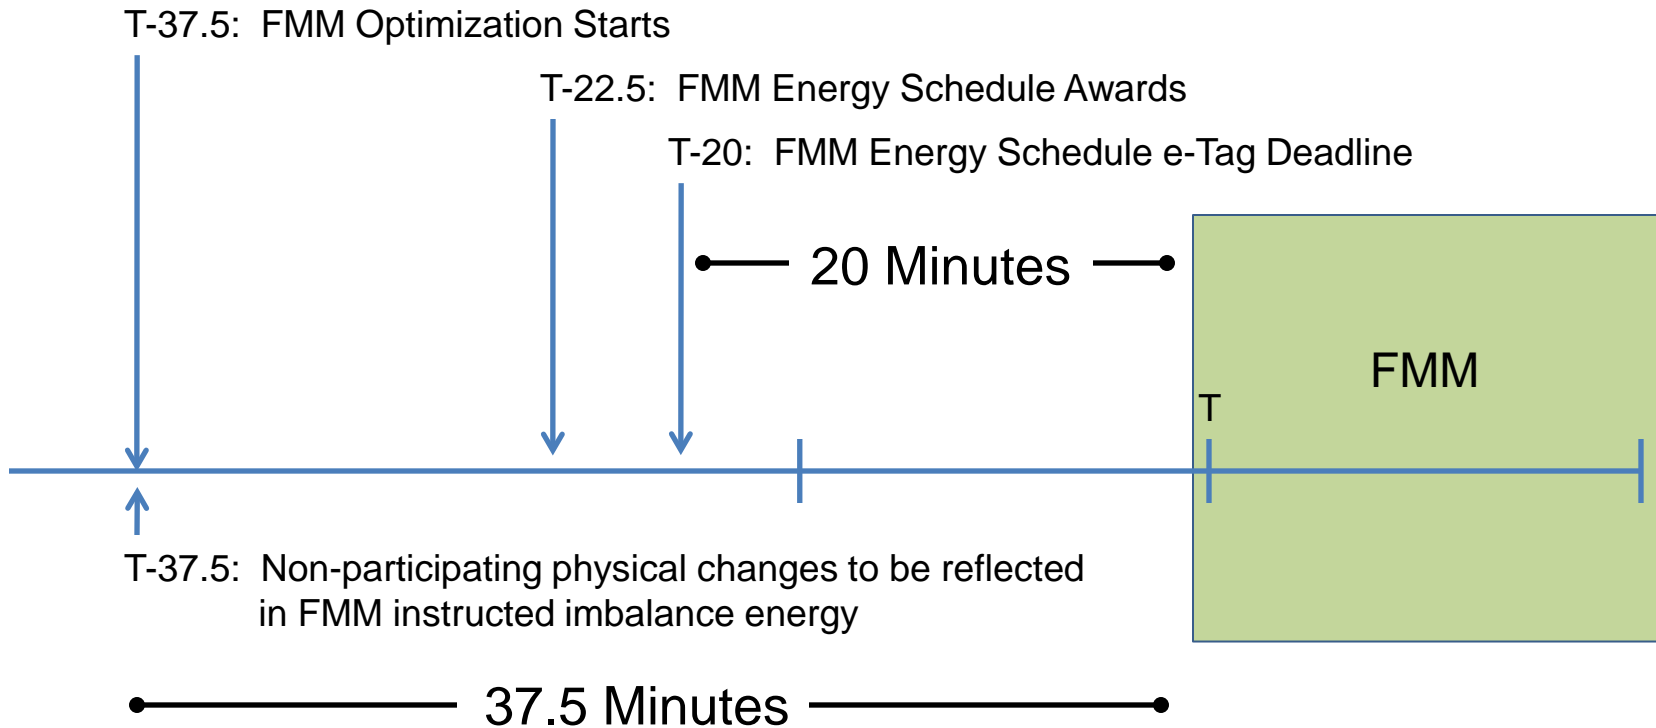 T-37.5:  FMM Optimization Starts
T-22.5:  FMM Energy Schedule Awards
T-20:  FMM Energy Schedule e-Tag Deadline
20 Minutes
FMM
T
T-37.5:  Non-participating physical changes to be reflected
in FMM instructed imbalance energy
37.5 Minutes